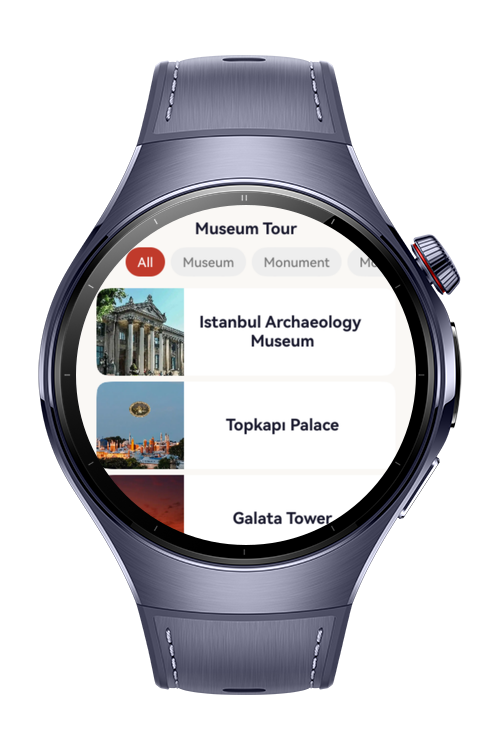 Museum Tour
All Museum Monument
Istanbul Archaeology
Museum
Topkapı Palace
Galata Tower